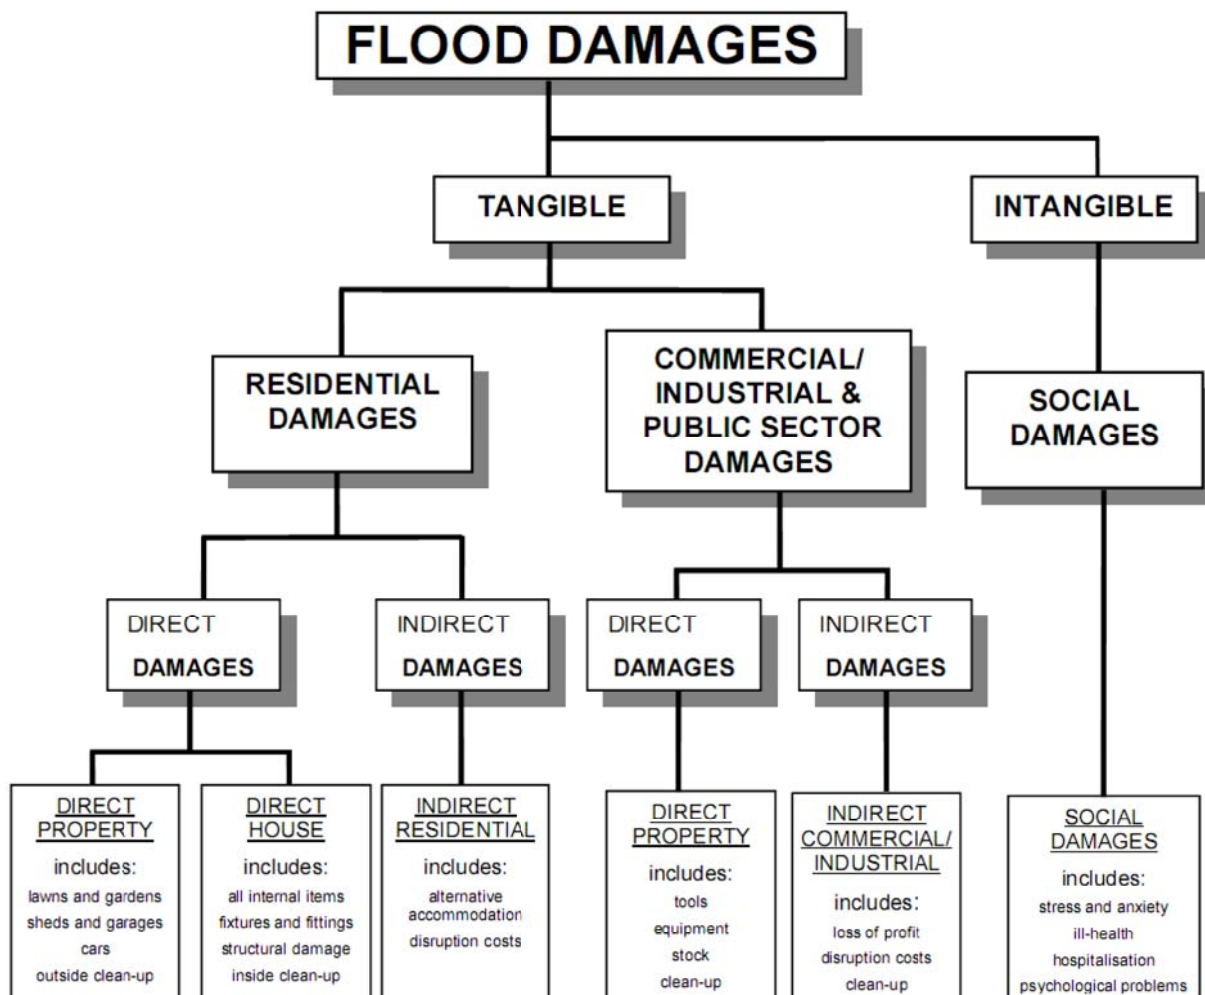 FLOOD DAMAGES
TANGIBLE
INTANGIBLE
RESIDENTIAL
DAMAGES
COMMERCIAL/
INDUSTRIAL &
PUBLIC SECTOR
DAMAGES
SOCIAL
DAMAGES
DIRECT
DAMAGES
INDIRECT
DAMAGES
DIRECT
DAMAGES
INDIRECT
DAMAGES
DIRECT
PROPERTY
includes:
lawns and gardens
sheds and garages
cars
outside clean-up
DIRECT
HOUSE
includes:
all internal items
fixtures and fittings
structural damage
inside clean-up
INDIRECT
RESIDENTIAL
includes:
alternative
accommodation
disruption costs
DIRECT
PROPERTY
includes:
tools
equipment
stock
clean-up
INDIRECT
COMMERCIAL/
INDUSTRIAL
includes:
loss of profit
disruption costs
clean-up
SOCIAL
DAMAGES
includes:
stress and anxiety
ill-health
hospitalisation
psychological problems